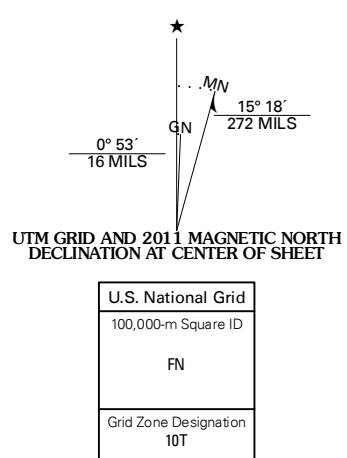 ★
MN
GN
15° 18´
272 MILS
0° 53´
16 MILS
UTM GRID AND 2011 MAGNETIC NORTH
DECLINATION AT CENTER OF SHEET
U.S. National Grid
100,000-m Square ID
FN
Grid Zone Designation
10T